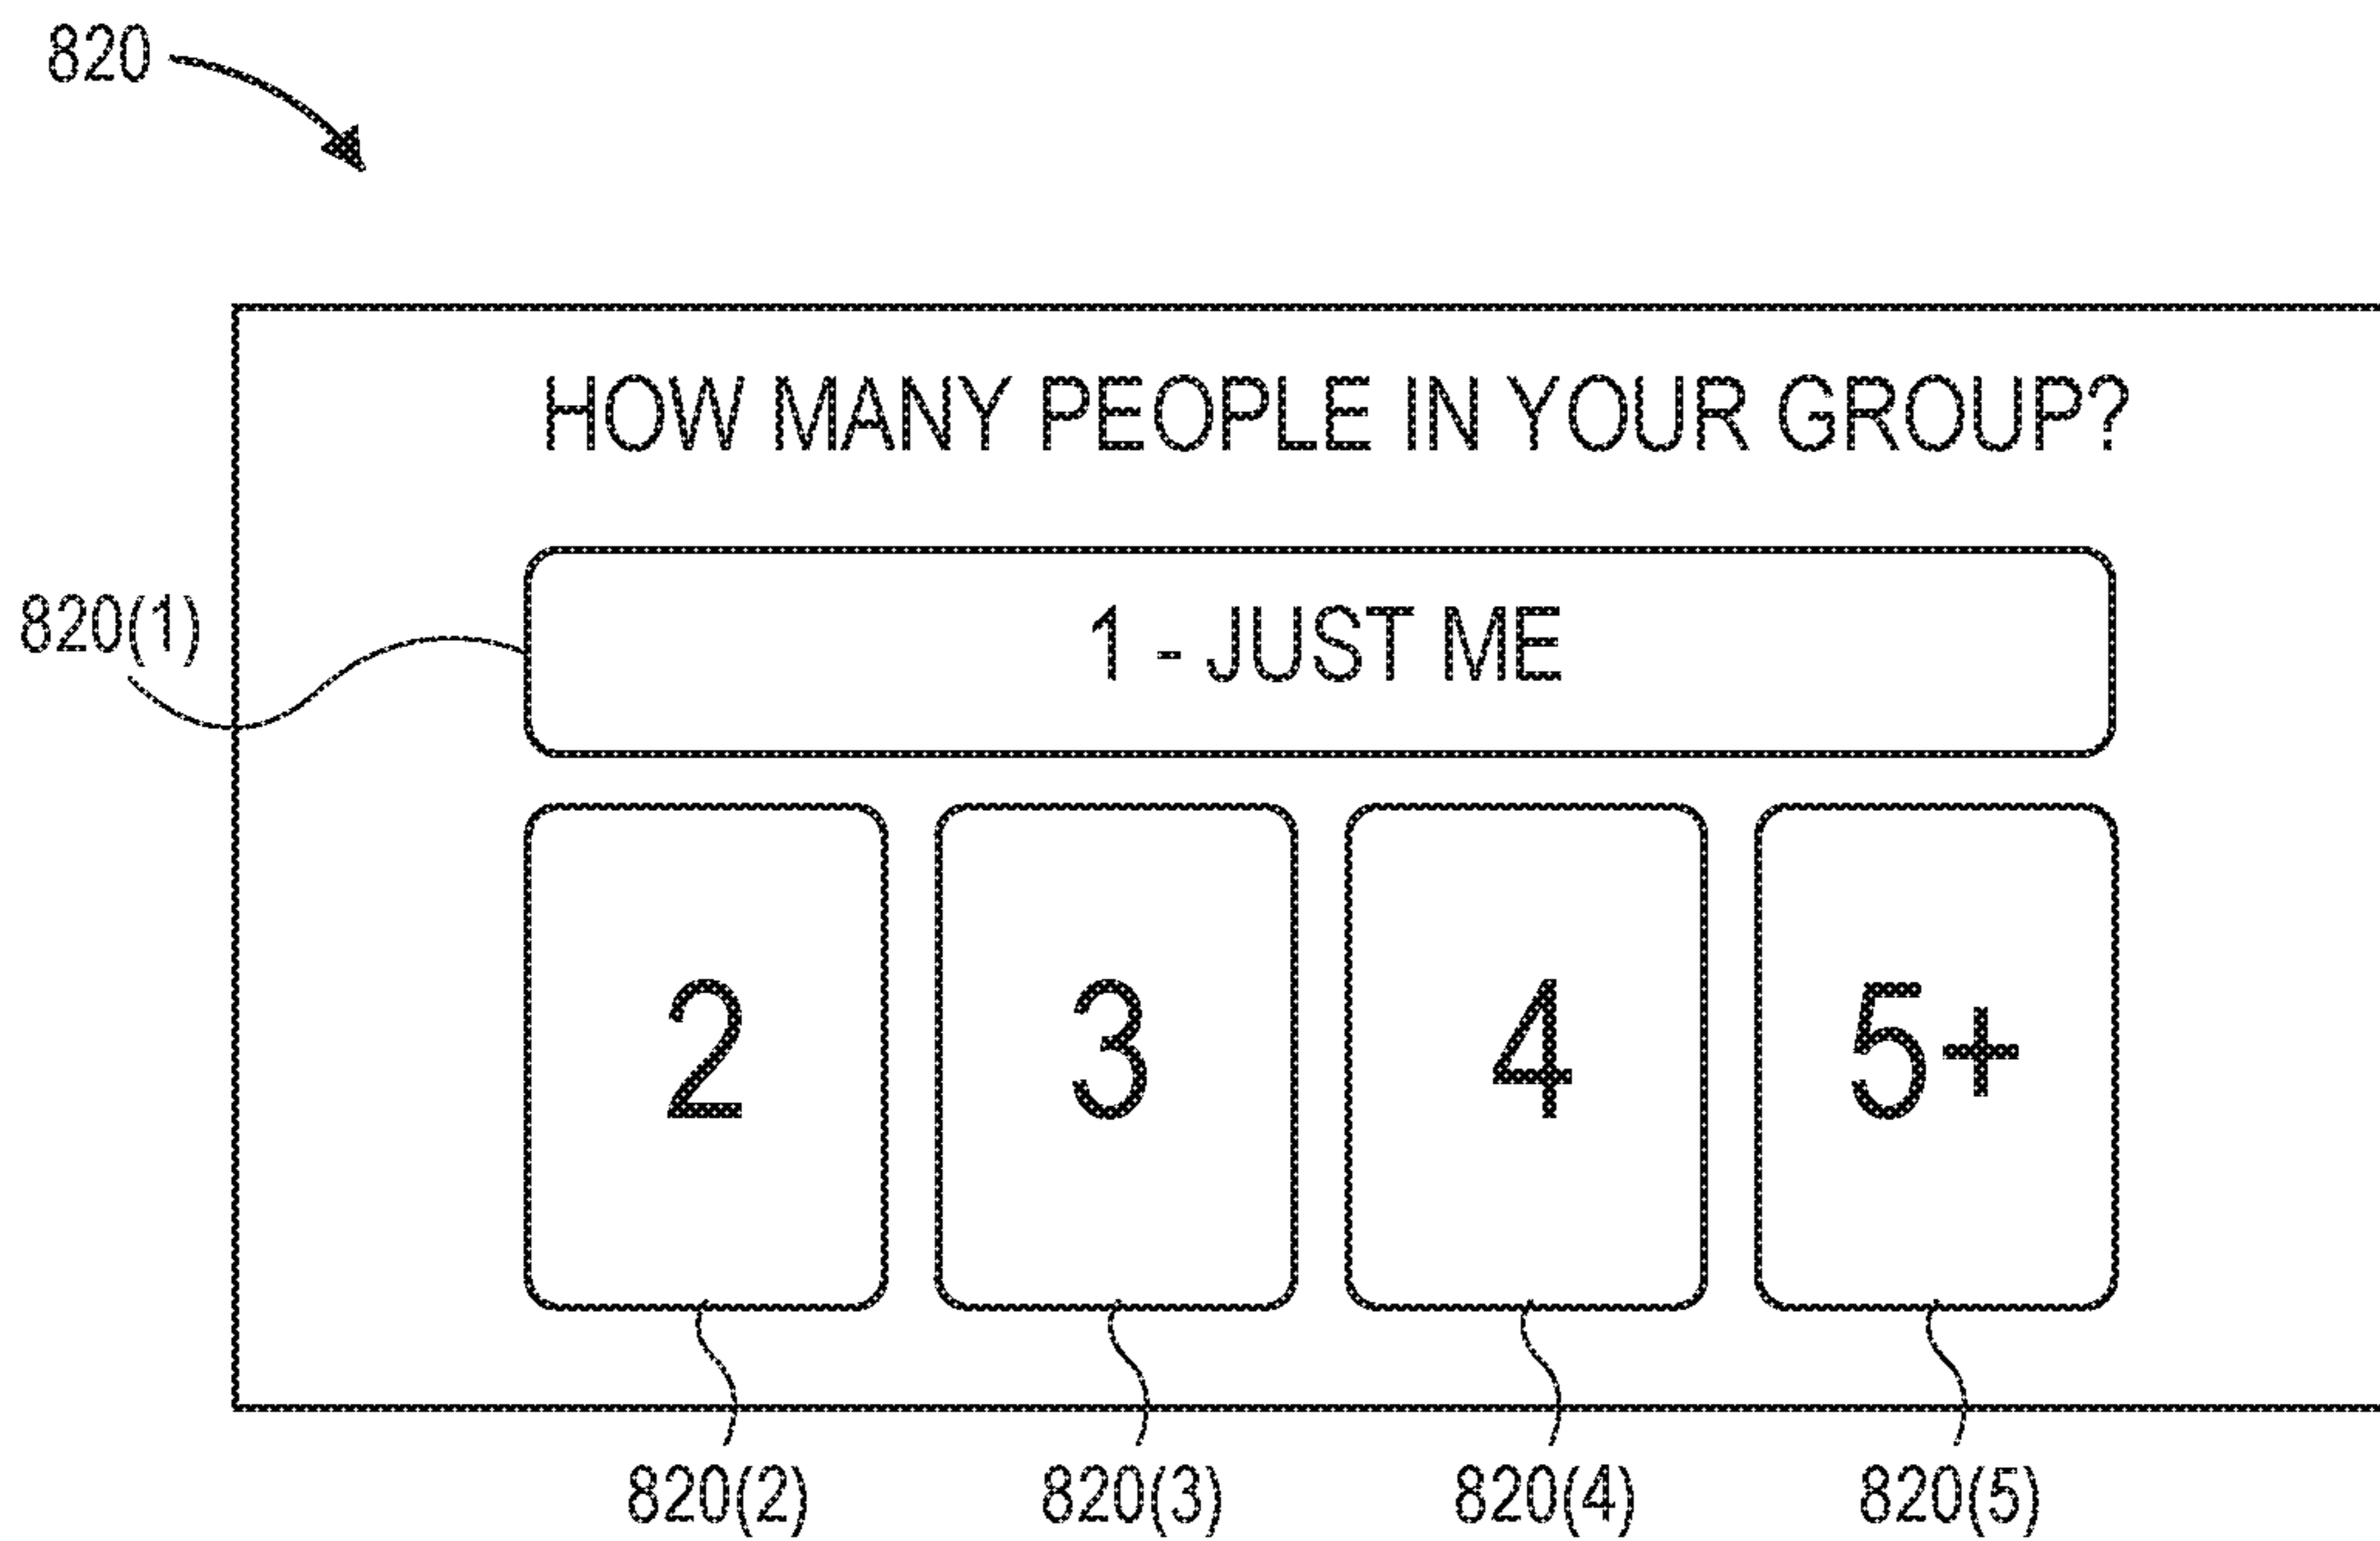 820
HOW MANY PEOPLE IN YOUR GROUP?
820(1)
1 - JUST ME
2 3 4 5+
820(2) 820(3) 820(4) 820(5)